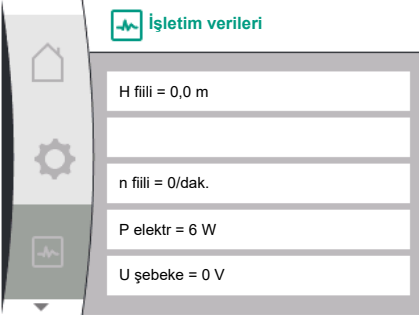 İşletim verileri
H fiili = 0,0 m
n fiili = 0/dak.
P elektr = 6 W
U şebeke = 0 V